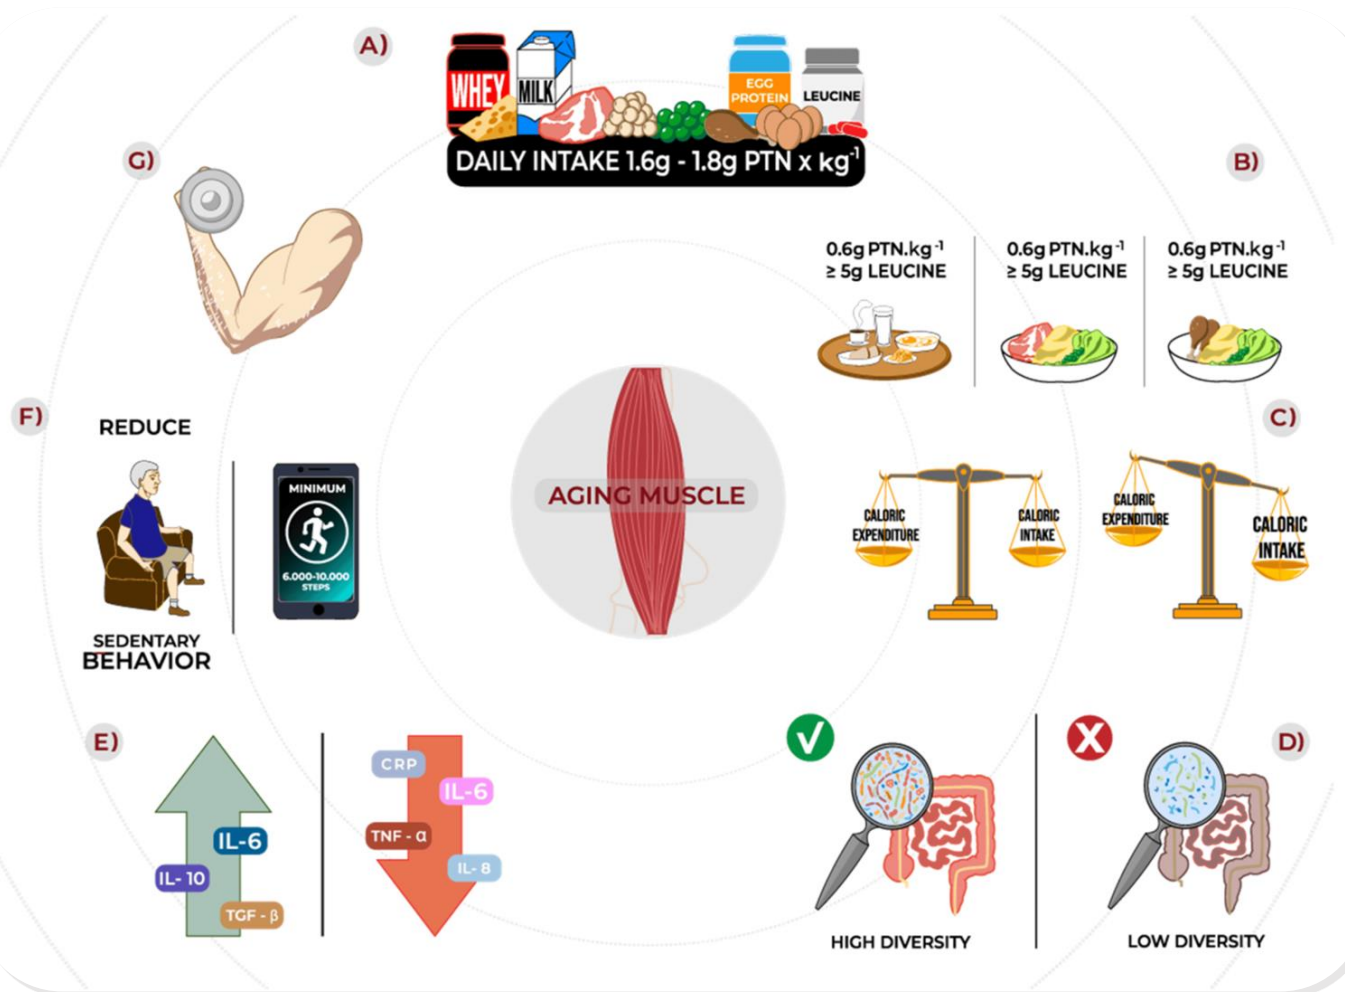 A)
WHEY
MILK
EGG
PROTEIN
LEUCINE
DAILY INTAKE 1.6g - 1.8g PTN x kg⁻¹
B)
0.6g PTN.kg⁻¹
≥ 5g LEUCINE
0.6g PTN.kg⁻¹
≥ 5g LEUCINE
0.6g PTN.kg⁻¹
≥ 5g LEUCINE
C)
CALORIC
EXPENDITURE
CALORIC
INTAKE
CALORIC
EXPENDITURE
CALORIC
INTAKE
D)
HIGH DIVERSITY
X
LOW DIVERSITY
E)
IL-6
IL- 10
TGF - β
CRP
IL-6
TNF - α
IL- 8
F)
REDUCE
SEDENTARY
BEHAVIOR
MINIMUM
6.000-10.000
STEPS
G)
AGING MUSCLE